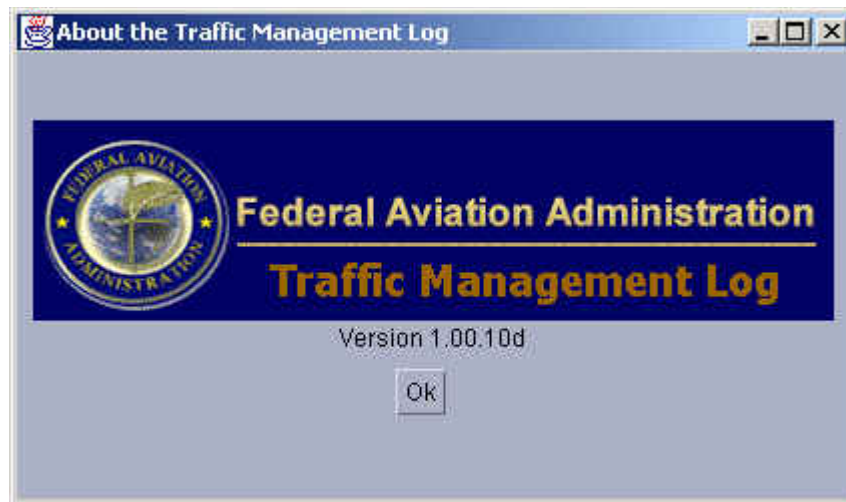 About the Traffic Management Log
FEDERAL AVIATION
ADMINISTRATION
Federal Aviation Administration
Traffic Management Log
Version 1.00.10d
Ok